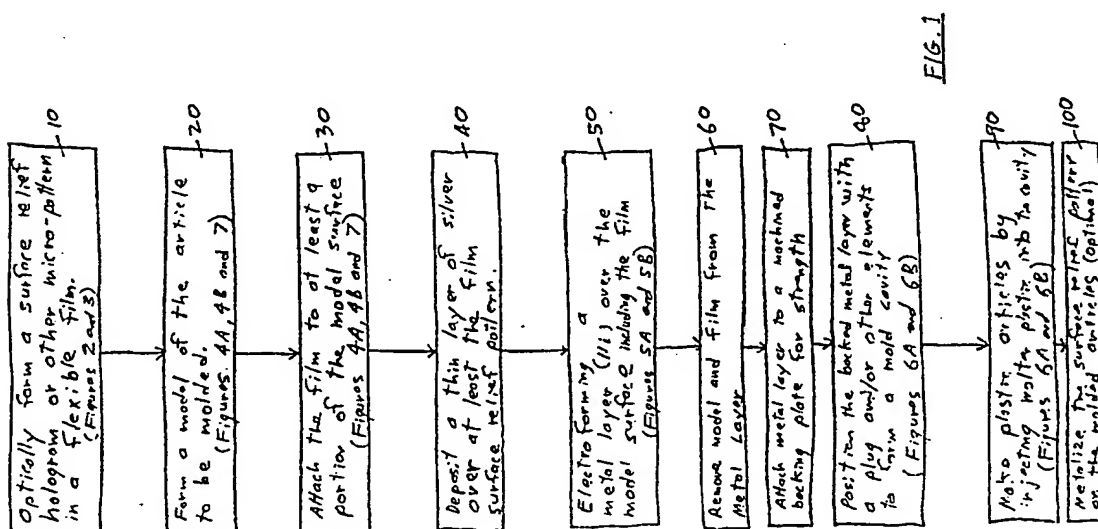 Optically form a surface relief
hologram or other micro-pattern
in a flexible film.
(Figures 2 and 3)
10
Form a model of the article
to be molded.
(Figures. 4A, 4B and 7)
20
Attach the film to at least a
portion of the model surface
(Figures 4A, 4B and 7)
30
Deposit a thin layer of silver
over at least the film
surface relief pattern.
40
Electroforming a
metal layer (111) over the
model surface including the film
(Figures 5A and 5B)
50
Remove model and film from the
Metal Layer
60
Attach metal layer to a machined
backing plate for strength
70
Position the backed metal layer with
a plug and/or other elements
to form a mold cavity
(Figures 6A and 6B)
80
plastic articles by
injecting molten plastic into cavity
(Figures 6A and 6B)
90
Metalize the surface relief pattern
on the molded articles (optional)
100
FIG. 1